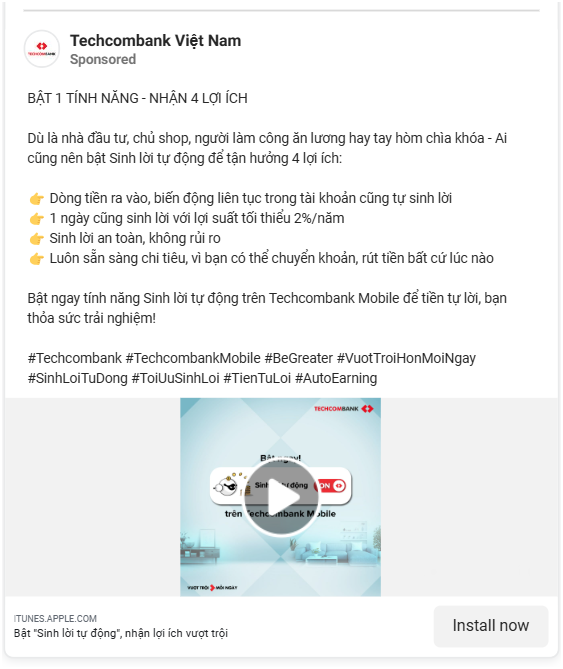 Techcombank Việt Nam
Sponsored
TECHCOMBANK
BẬT 1 TÍNH NĂNG - NHẬN 4 LỢI ÍCH
Dù là nhà đầu tư, chủ shop, người làm công ăn lương hay tay hòm chìa khóa - Ai
cũng nên bật Sinh lời tự động để tận hưởng 4 lợi ích:
👉 Dòng tiền ra vào, biến động liên tục trong tài khoản cũng tự sinh lời
👉 1 ngày cũng sinh lời với lợi suất tối thiểu 2%/năm
👉 Sinh lời an toàn, không rủi ro
👉 Luôn sẵn sàng chi tiêu, vì bạn có thể chuyển khoản, rút tiền bất cứ lúc nào
Bật ngay tính năng Sinh lời tự động trên Techcombank Mobile để tiền tự lời, bạn
thỏa sức trải nghiệm!
#Techcombank #TechcombankMobile #BeGreater #VuotTroiHonMoiNgay
#SinhLoiTuDong #ToiUuSinhLoi #TienTuLoi #AutoEarning
TECHCOMBANK
Bật ngay!
Sinh tự động ON
trên Techcombank Mobile
VƯỢT TRỘI MỖI NGÀY
ITUNES.APPLE.COM
Bật "Sinh lời tự động", nhận lợi ích vượt trội
Install now